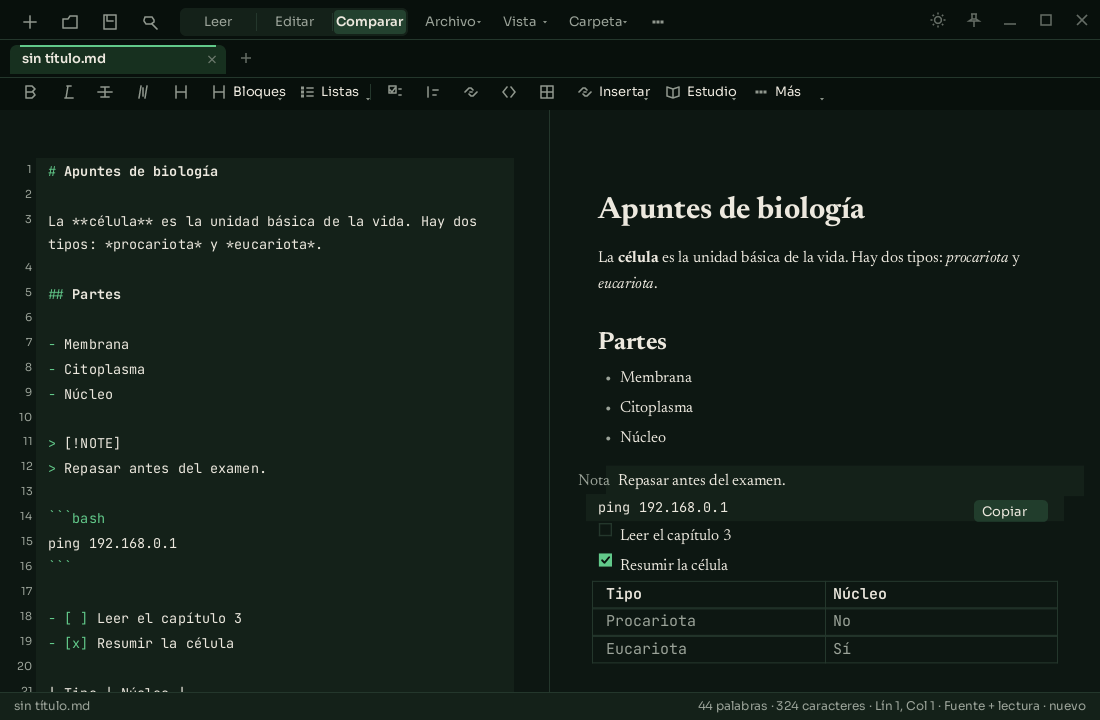 Leer Editar Comparar Archivo Vista Carpeta
sin título.md
Bloques Listas Insertar Estudio Más
1 # Apuntes de biología
2
3 La **célula** es la unidad básica de la vida. Hay dos
tipos: *procariota* y *eucariota*.
4
5 ## Partes
6
7 - Membrana
8 - Citoplasma
9 - Núcleo
10
11 > [!NOTE]
12 > Repasar antes del examen.
13
14 ```bash
15 ping 192.168.0.1
16 ```
17
18 - [ ] Leer el capítulo 3
19 - [x] Resumir la célula
20
21 | Tipo | Núcleo |
Apuntes de biología
La célula es la unidad básica de la vida. Hay dos tipos: procariota y
eucariota.
Partes
• Membrana
• Citoplasma
• Núcleo
Nota Repasar antes del examen.
ping 192.168.0.1 Copiar
Leer el capítulo 3
Resumir la célula
Tipo Núcleo
Procariota No
Eucariota Sí
sin título.md 44 palabras · 324 caracteres · Lín 1, Col 1 · Fuente + lectura · nuevo